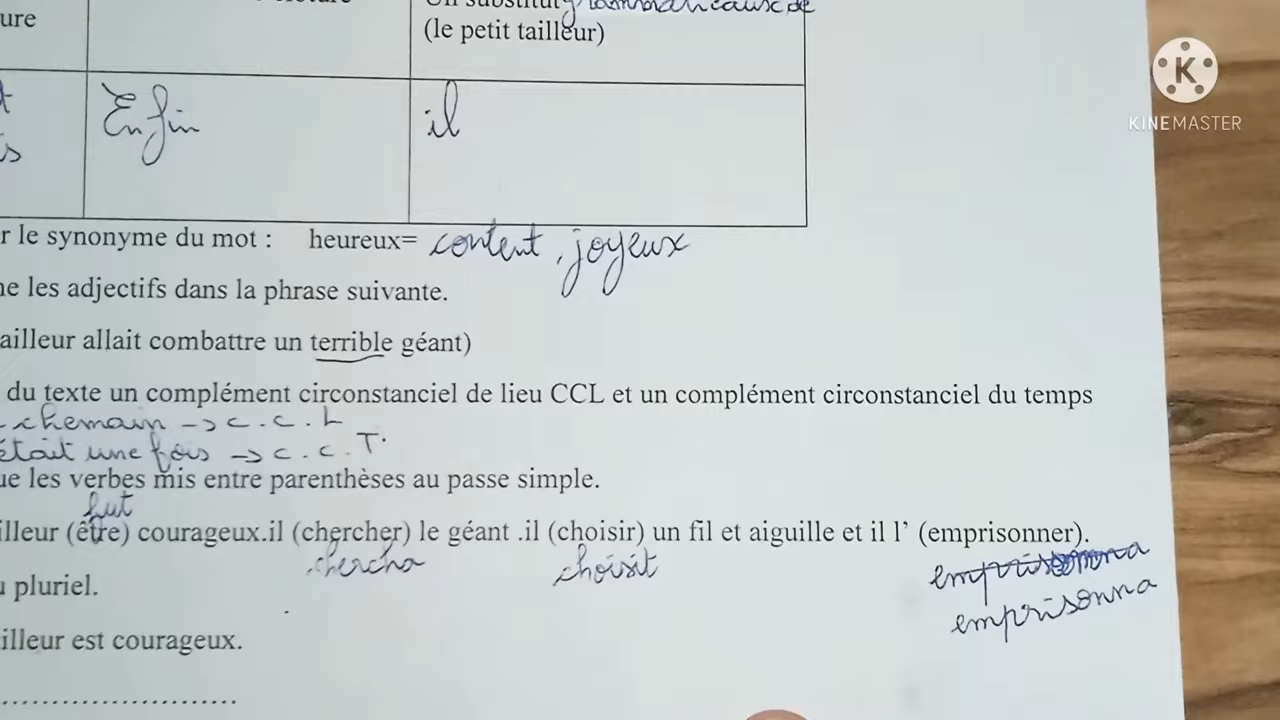 ure
grammaticaux de
(le petit tailleur)
Enfin
il
r le synonyme du mot : heureux= content, joyeux
ne les adjectifs dans la phrase suivante.
ailleur allait combattre un terrible géant)
du texte un complément circonstanciel de lieu CCL et un complément circonstanciel du temps
chemain -> C.C.L
était une fois -> C.C.T.
ue les verbes mis entre parenthèses au passe simple.
fut
illeur (être) courageux.il (chercher) le géant .il (choisir) un fil et aiguille et il l’ (emprisonner).
chercha choisit emprisonna
emprisonna
u pluriel.
illeur est courageux.
.............................
KINEMASTER